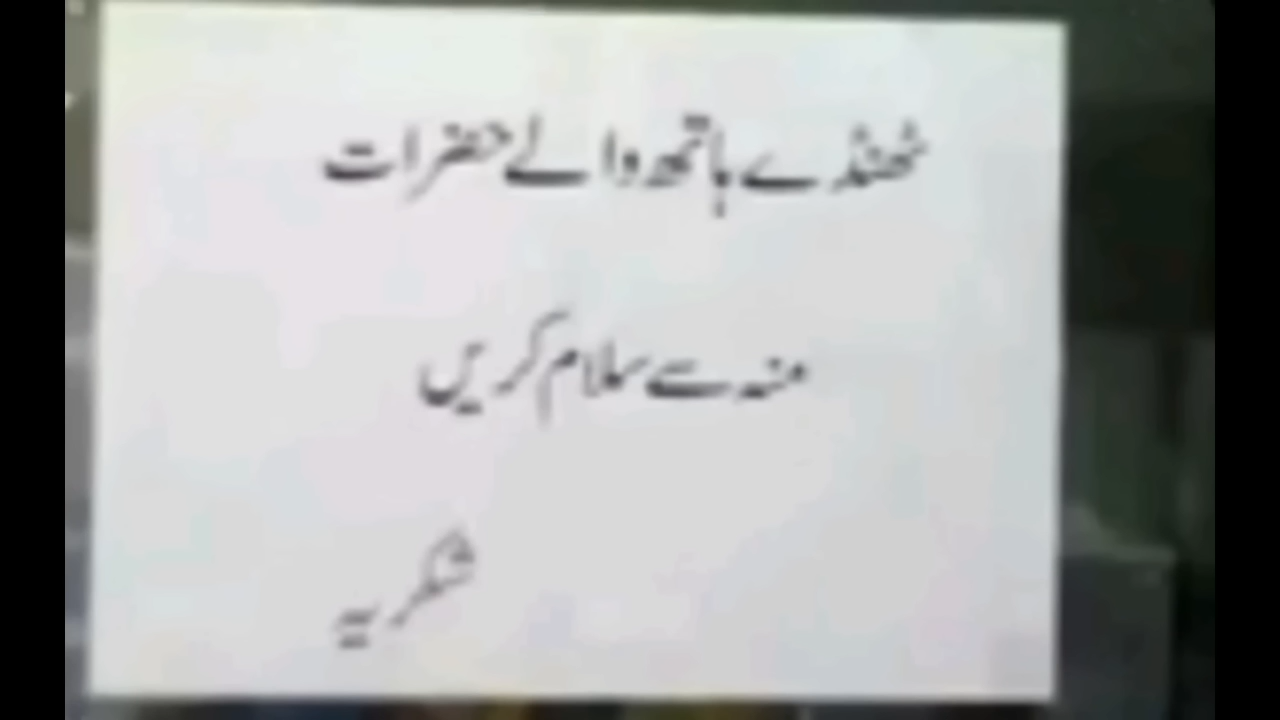 ٹھنڈے ہاتھ والے حضرات
منہ سے سلام کریں
شکریہ